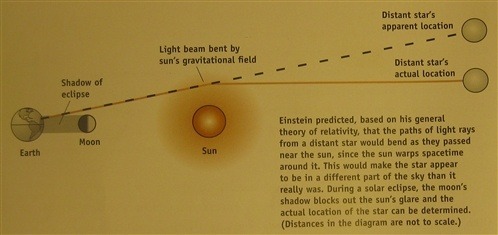 Distant star's
apparent location
Light beam bent by
sun's gravitational field
Distant star's
actual location
Shadow of
eclipse
Earth
Moon
Sun
Einstein predicted, based on his general
theory of relativity, that the paths of light rays
from a distant star would bend as they passed
near the sun, since the sun warps spacetime
around it. This would make the star appear
to be in a different part of the sky than it
really was. During a solar eclipse, the moon's
shadow blocks out the sun's glare and the
actual location of the star can be determined.
(Distances in the diagram are not to scale.)